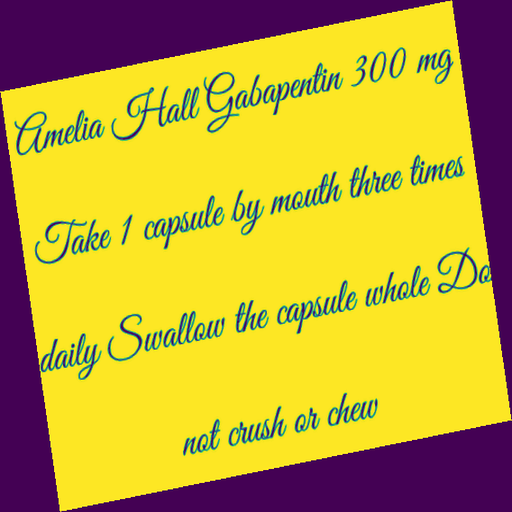 Amelia Hall Gabapentin 300 mg
Take 1 capsule by mouth three times
daily Swallow the capsule whole Do
not crush or chew